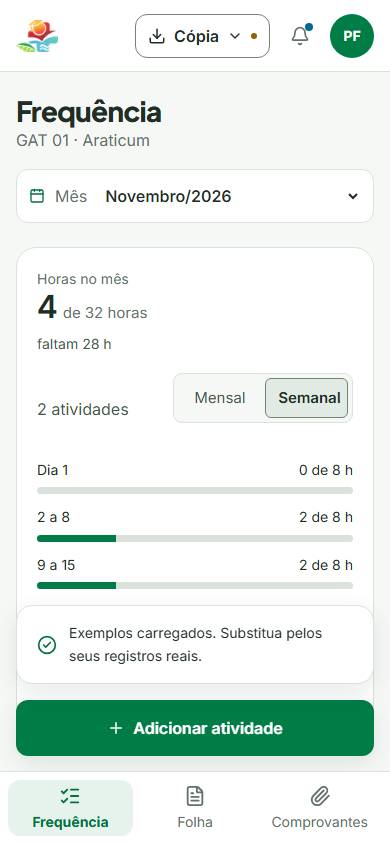 Cópia
PF
Frequência
GAT 01 · Araticum
Mês Novembro/2026
Horas no mês
4 de 32 horas
faltam 28 h
2 atividades
Mensal Semanal
Dia 1 0 de 8 h
2 a 8 2 de 8 h
9 a 15 2 de 8 h
Exemplos carregados. Substitua pelos
seus registros reais.
+ Adicionar atividade
Frequência Folha Comprovantes